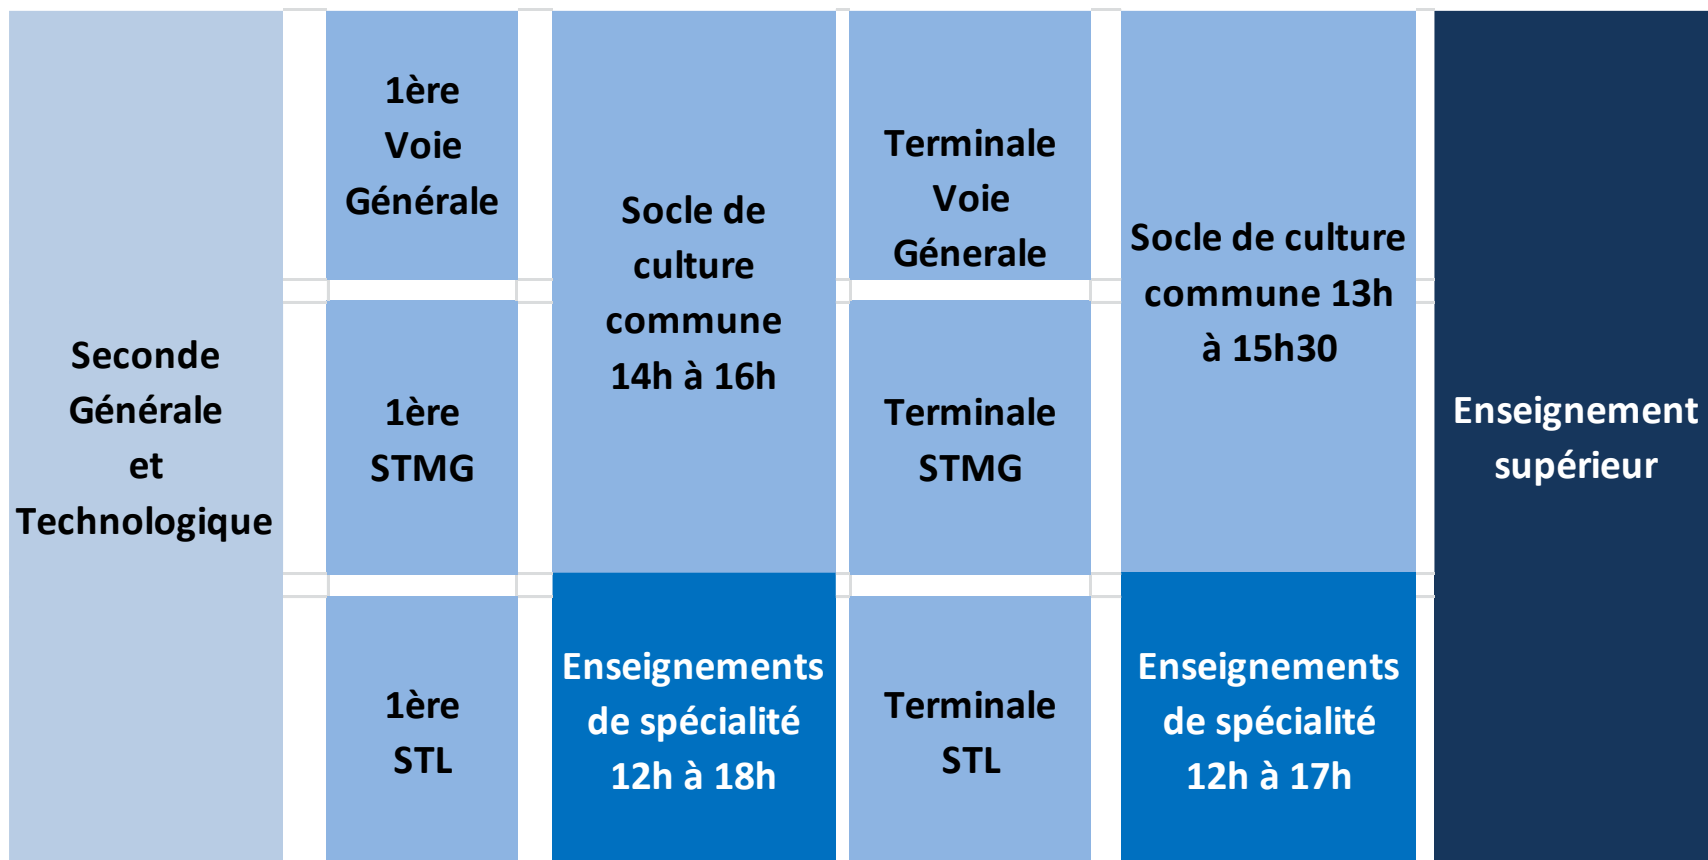 Seconde
Générale
et
Technologique
1ère
Voie
Générale
1ère
STMG
1ère
STL
Socle de
culture
commune
14h à 16h
Enseignements
de spécialité
12h à 18h
Terminale
Voie
Génerale
Terminale
STMG
Terminale
STL
Socle de culture
commune 13h
à 15h30
Enseignements
de spécialité
12h à 17h
Enseignement
supérieur